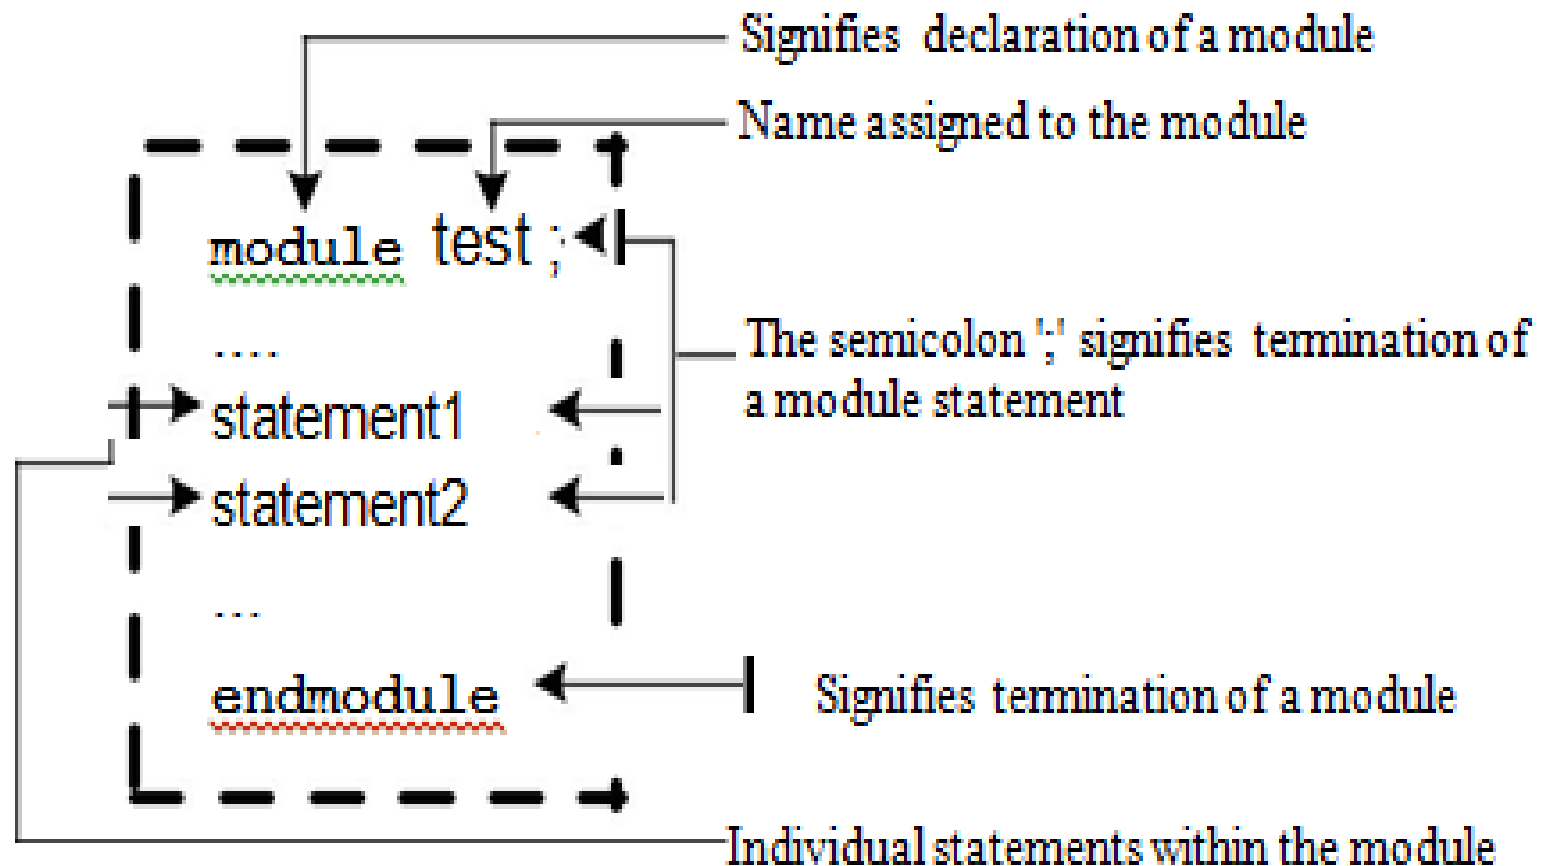 Signifies declaration of a module
Name assigned to the module
module test ;
....
The semicolon ';' signifies termination of
a module statement
statement1
statement2
...
endmodule
Signifies termination of a module
Individual statements within the module